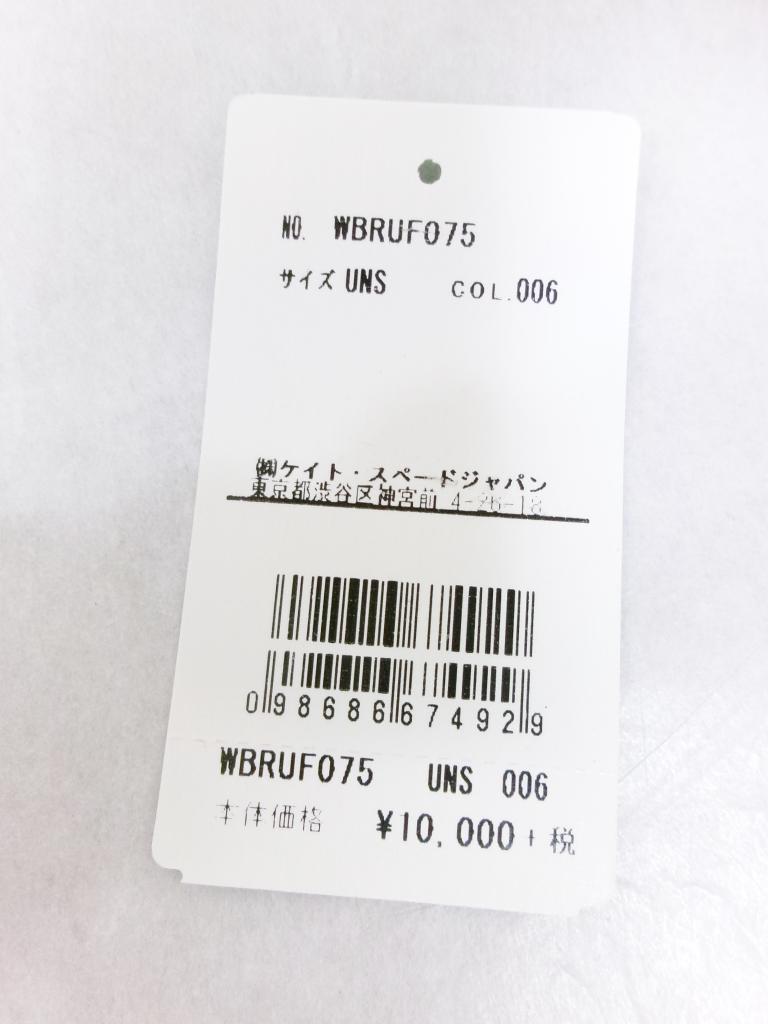 NO. WBRUF075
サイズ UNS COL.006
㈱ケイト・スペードジャパン
東京都渋谷区神宮前 4-26-18
0 98686 67492 9
WBRUF075 UNS 006
本体価格 ¥10,000+税